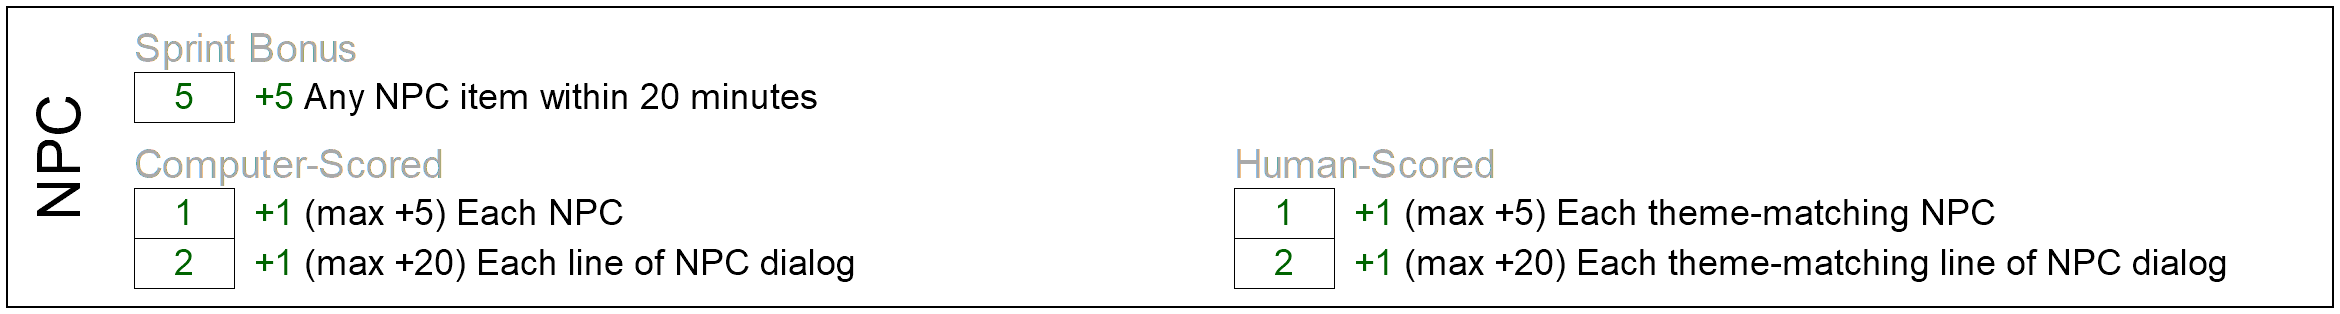 NPC
Sprint Bonus
5 +5 Any NPC item within 20 minutes
Computer-Scored
1 +1 (max +5) Each NPC
2 +1 (max +20) Each line of NPC dialog
Human-Scored
1 +1 (max +5) Each theme-matching NPC
2 +1 (max +20) Each theme-matching line of NPC dialog